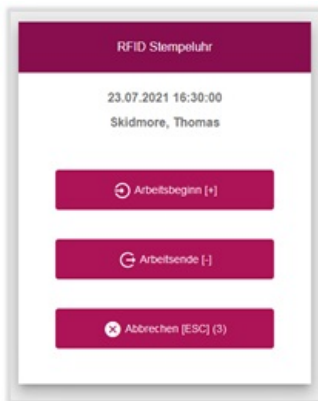 RFID Stempeluhr
23.07.2021 16:30:00
Skidmore, Thomas
Arbeitsbeginn [+]
Arbeitsende [-]
Abbrechen [ESC] (3)